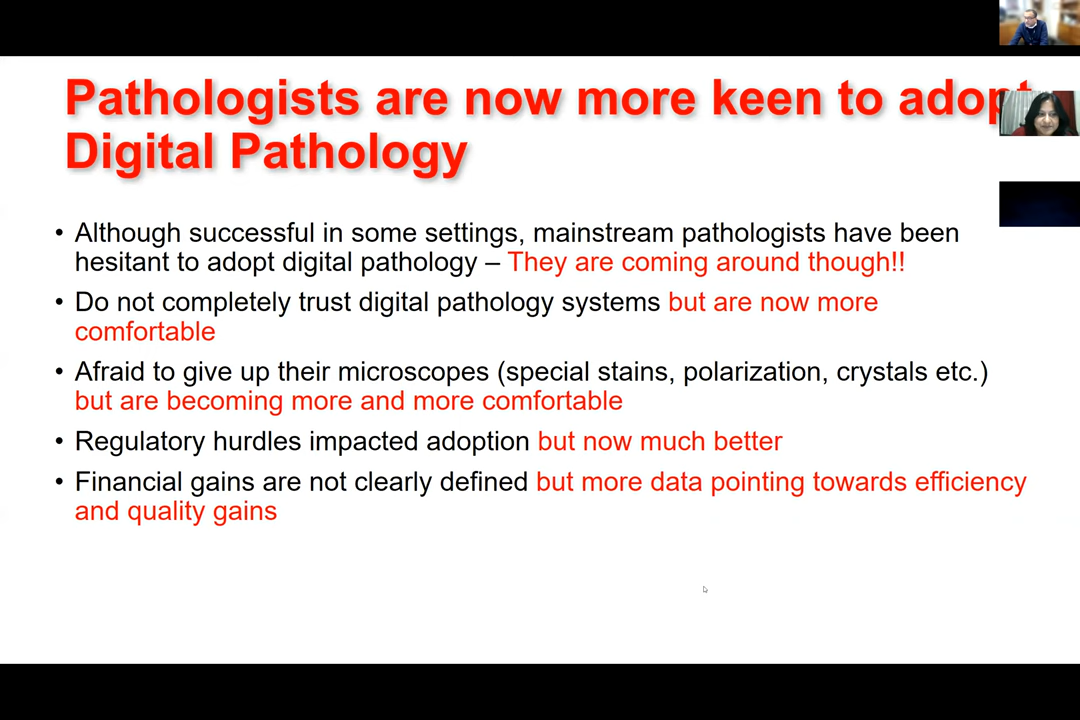 Pathologists are now more keen to adopt
Digital Pathology
• Although successful in some settings, mainstream pathologists have been
hesitant to adopt digital pathology – They are coming around though!!
• Do not completely trust digital pathology systems but are now more
comfortable
• Afraid to give up their microscopes (special stains, polarization, crystals etc.)
but are becoming more and more comfortable
• Regulatory hurdles impacted adoption but now much better
• Financial gains are not clearly defined but more data pointing towards efficiency
and quality gains